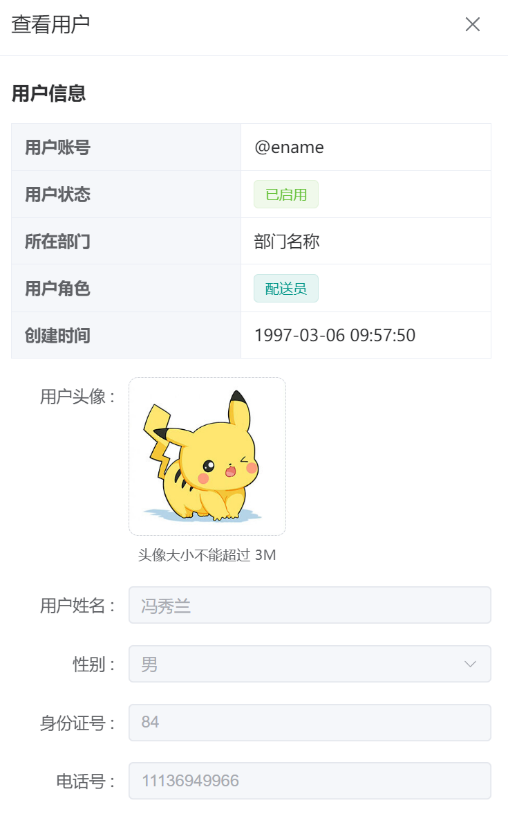 查看用户
用户信息
用户账号 @ename
用户状态 已启用
所在部门 部门名称
用户角色 配送员
创建时间 1997-03-06 09:57:50
用户头像：
头像大小不能超过 3M
用户姓名： 冯秀兰
性别： 男
身份证号： 84
电话号： 11136949966